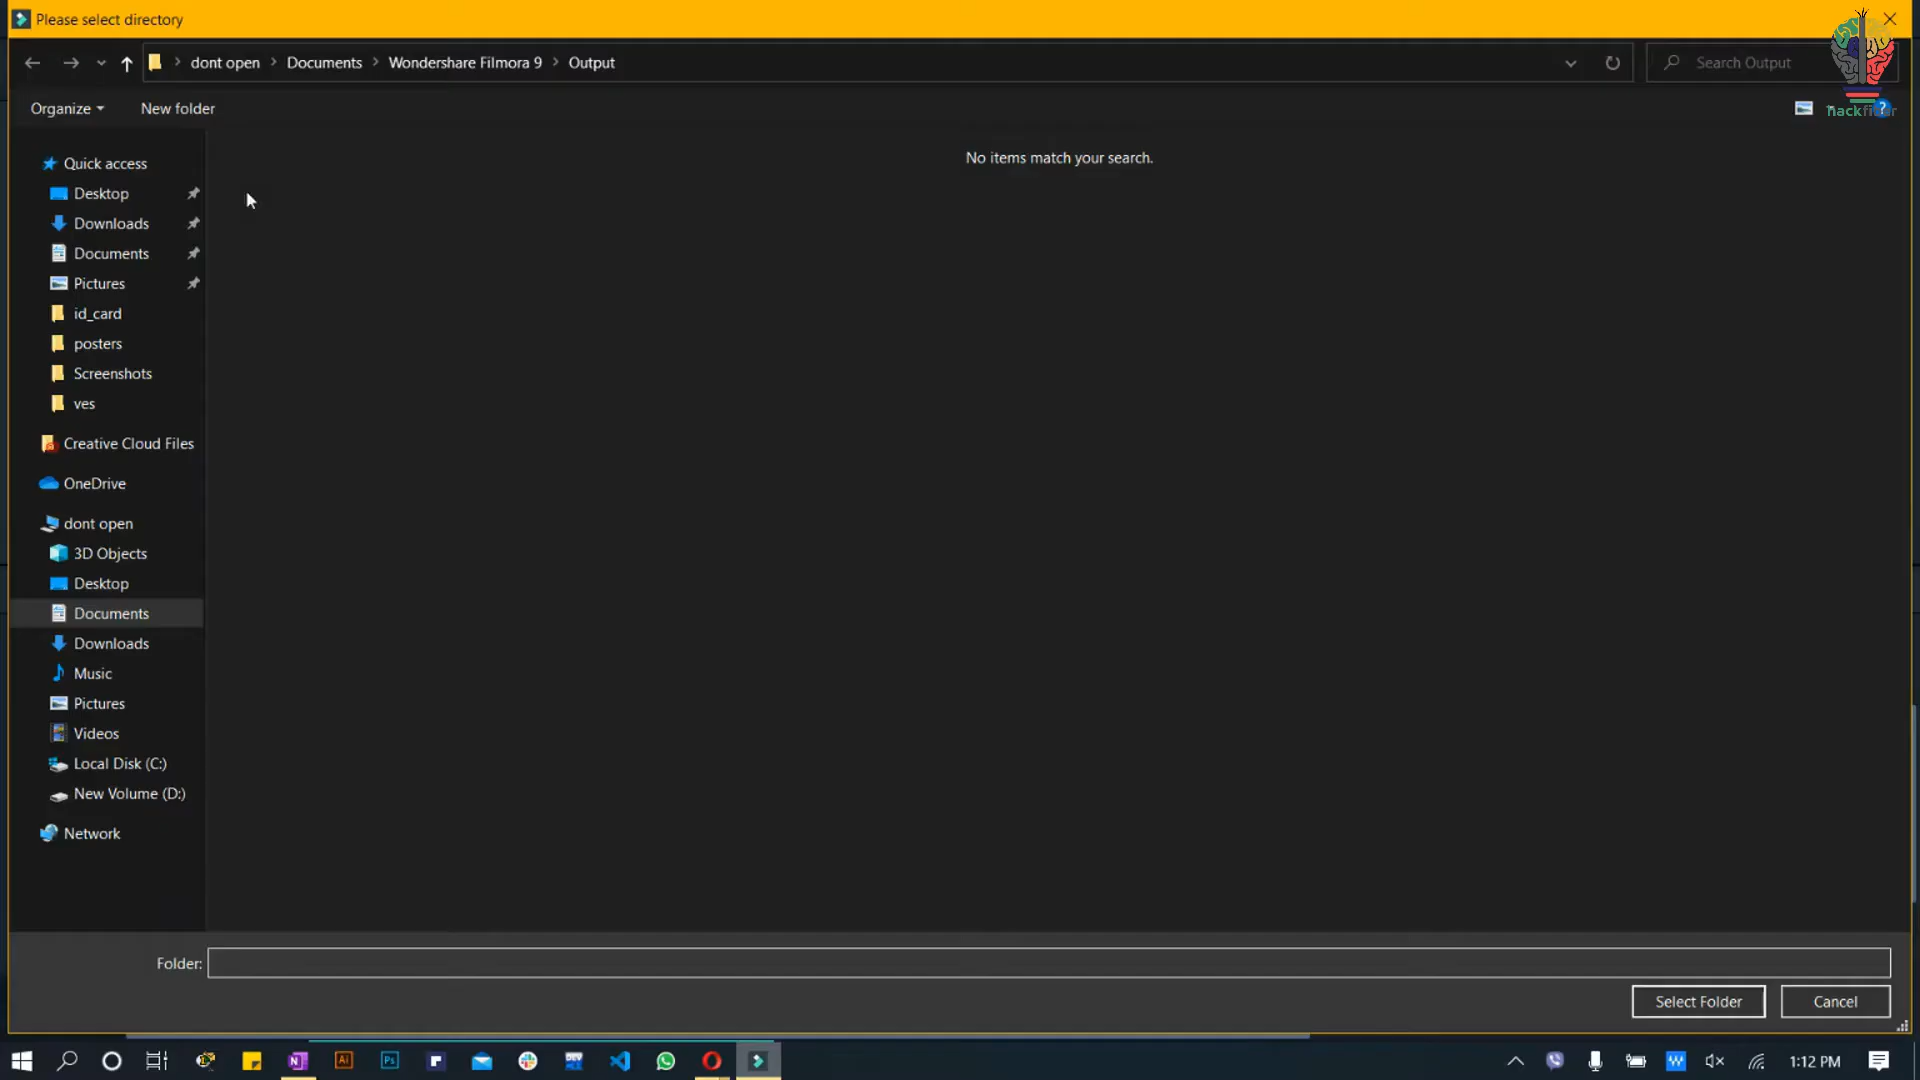 Please select directory
dont open > Documents > Wondershare Filmora 9 > Output
Search Output
Organize
New folder
?
No items match your search.
Quick access
Desktop
Downloads
Documents
Pictures
id_card
posters
Screenshots
ves
Creative Cloud Files
OneDrive
dont open
3D Objects
Desktop
Documents
Downloads
Music
Pictures
Videos
Local Disk (C:)
New Volume (D:)
Network
Folder:
Select Folder
Cancel
1:12 PM